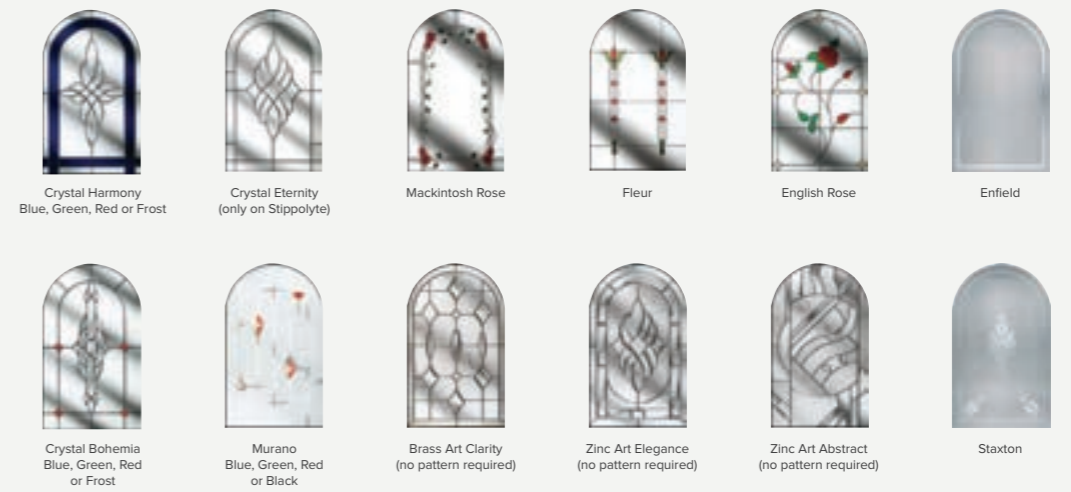 Crystal Harmony
Blue, Green, Red or Frost
Crystal Eternity
(only on Stippolyte)
Mackintosh Rose
Fleur
English Rose
Enfield
Crystal Bohemia
Blue, Green, Red
or Frost
Murano
Blue, Green, Red
or Black
Brass Art Clarity
(no pattern required)
Zinc Art Elegance
(no pattern required)
Zinc Art Abstract
(no pattern required)
Staxton